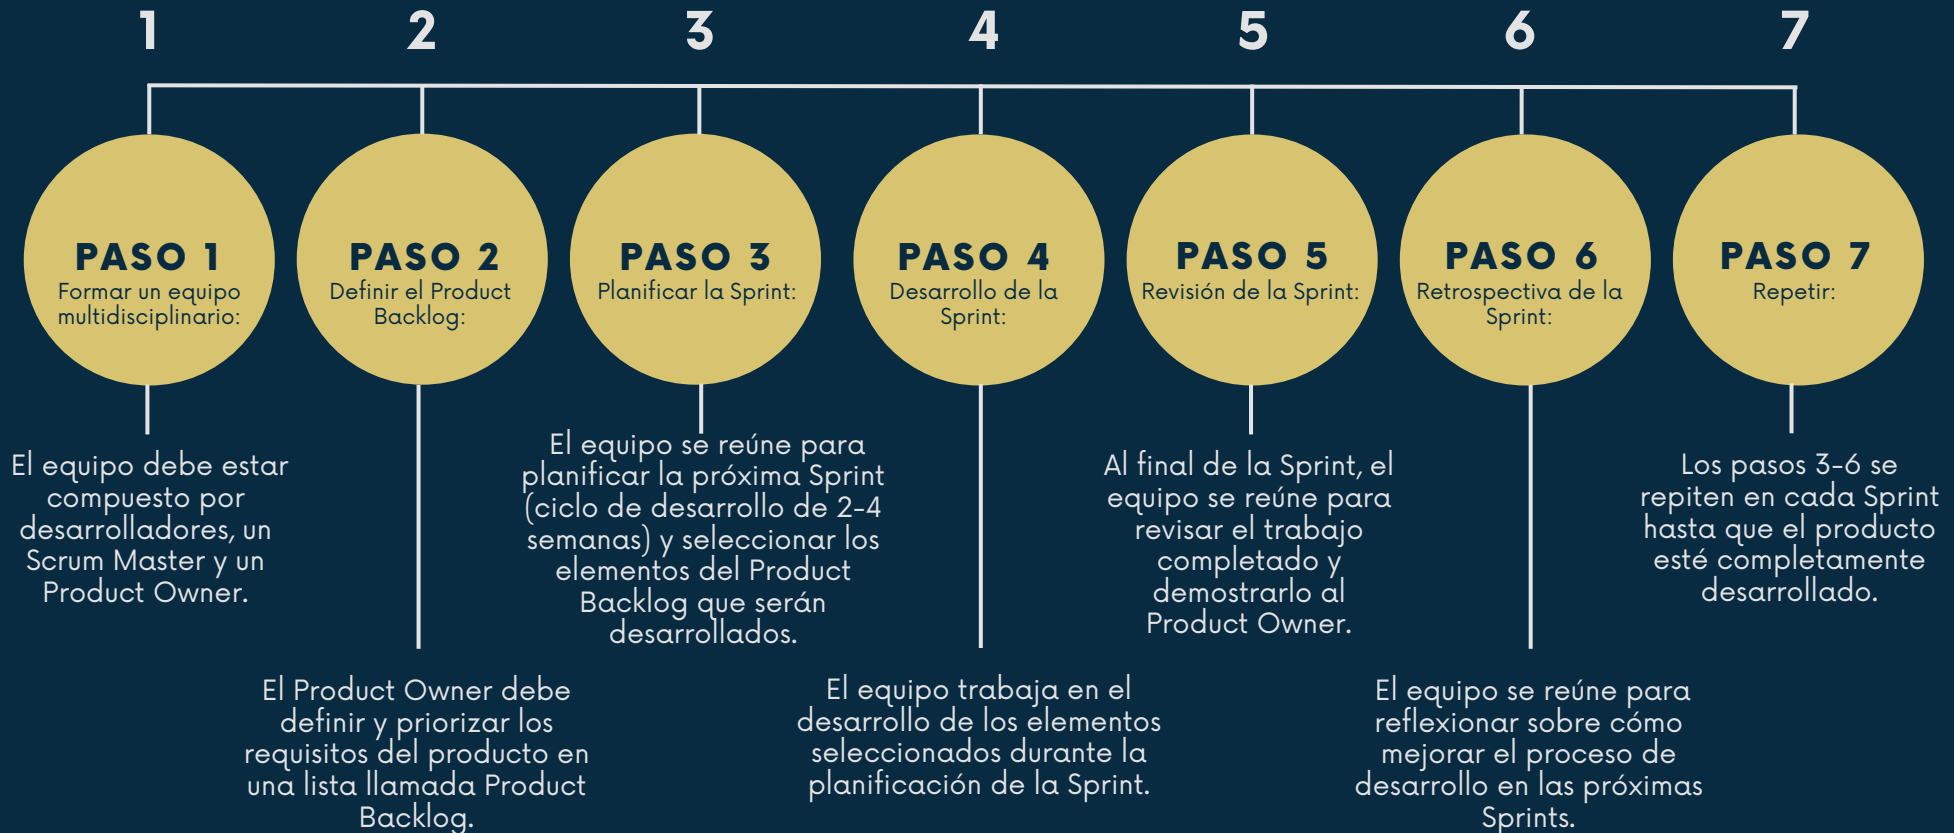 1
2
3
4
5
6
7
PASO 1
Formar un equipo
multidisciplinario:
PASO 2
Definir el Product
Backlog:
PASO 3
Planificar la Sprint:
PASO 4
Desarrollo de la
Sprint:
PASO 5
Revisión de la Sprint:
PASO 6
Retrospectiva de la
Sprint:
PASO 7
Repetir:
El equipo debe estar
compuesto por
desarrolladores, un
Scrum Master y un
Product Owner.
El Product Owner debe
definir y priorizar los
requisitos del producto en
una lista llamada Product
Backlog.
El equipo se reúne para
planificar la próxima Sprint
(ciclo de desarrollo de 2-4
semanas) y seleccionar los
elementos del Product
Backlog que serán
desarrollados.
El equipo trabaja en el
desarrollo de los elementos
seleccionados durante la
planificación de la Sprint.
Al final de la Sprint, el
equipo se reúne para
revisar el trabajo
completado y
demostrarlo al
Product Owner.
El equipo se reúne para
reflexionar sobre cómo
mejorar el proceso de
desarrollo en las próximas
Sprints.
Los pasos 3-6 se
repiten en cada Sprint
hasta que el producto
esté completamente
desarrollado.